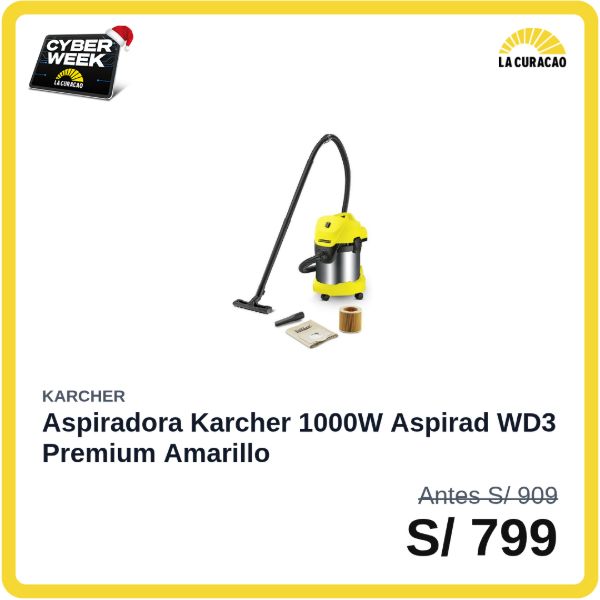 CYBER
WEEK
LA CURACAO
LA CURACAO
KARCHER
Aspiradora Karcher 1000W Aspirad WD3
Premium Amarillo
Antes S/ 909
S/ 799